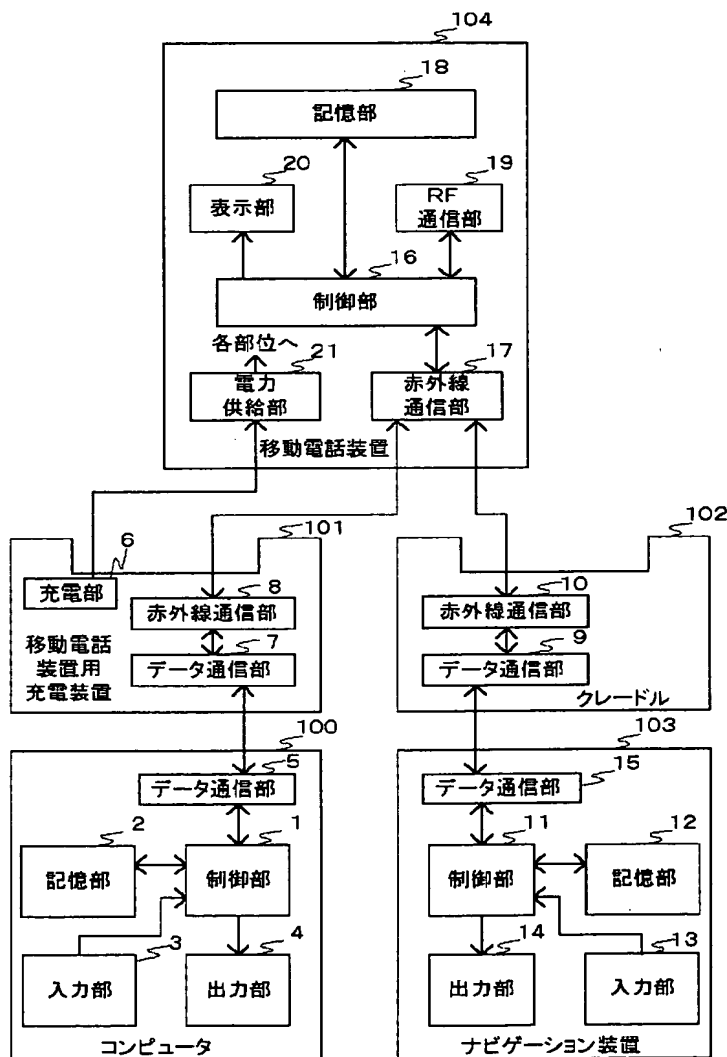 104
18
記憶部
20
19
表示部
RF
通信部
16
制御部
各部位へ
21
17
電力
供給部
赤外線
通信部
移動電話装置
101
102
6
充電部
8
赤外線通信部
10
赤外線通信部
移動電話
装置用
充電装置
7
データ通信部
9
データ通信部
クレードル
100
103
5
データ通信部
データ通信部
15
2
1
11
12
記憶部
制御部
制御部
記憶部
3
4
14
13
入力部
出力部
出力部
入力部
コンピュータ
ナビゲーション装置